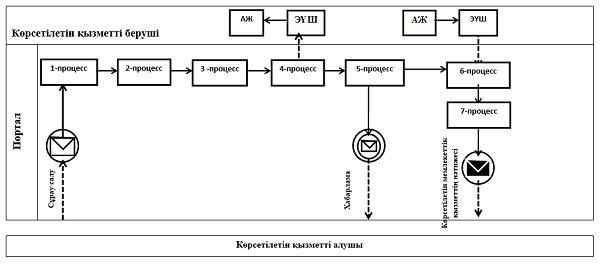 АЖ
ЭҮШ
АЖ
ЭҮШ
Көрсетілетін қызметті беруші
1-процесс
2-процесс
3 -процесс
4-процесс
5-процесс
6-процесс
7-процесс
Портал
Сұрау салу
Хабарлама
Көрсетілетін мемлекеттік
қызметтің нәтижесі
Көрсетілетін қызметті алушы